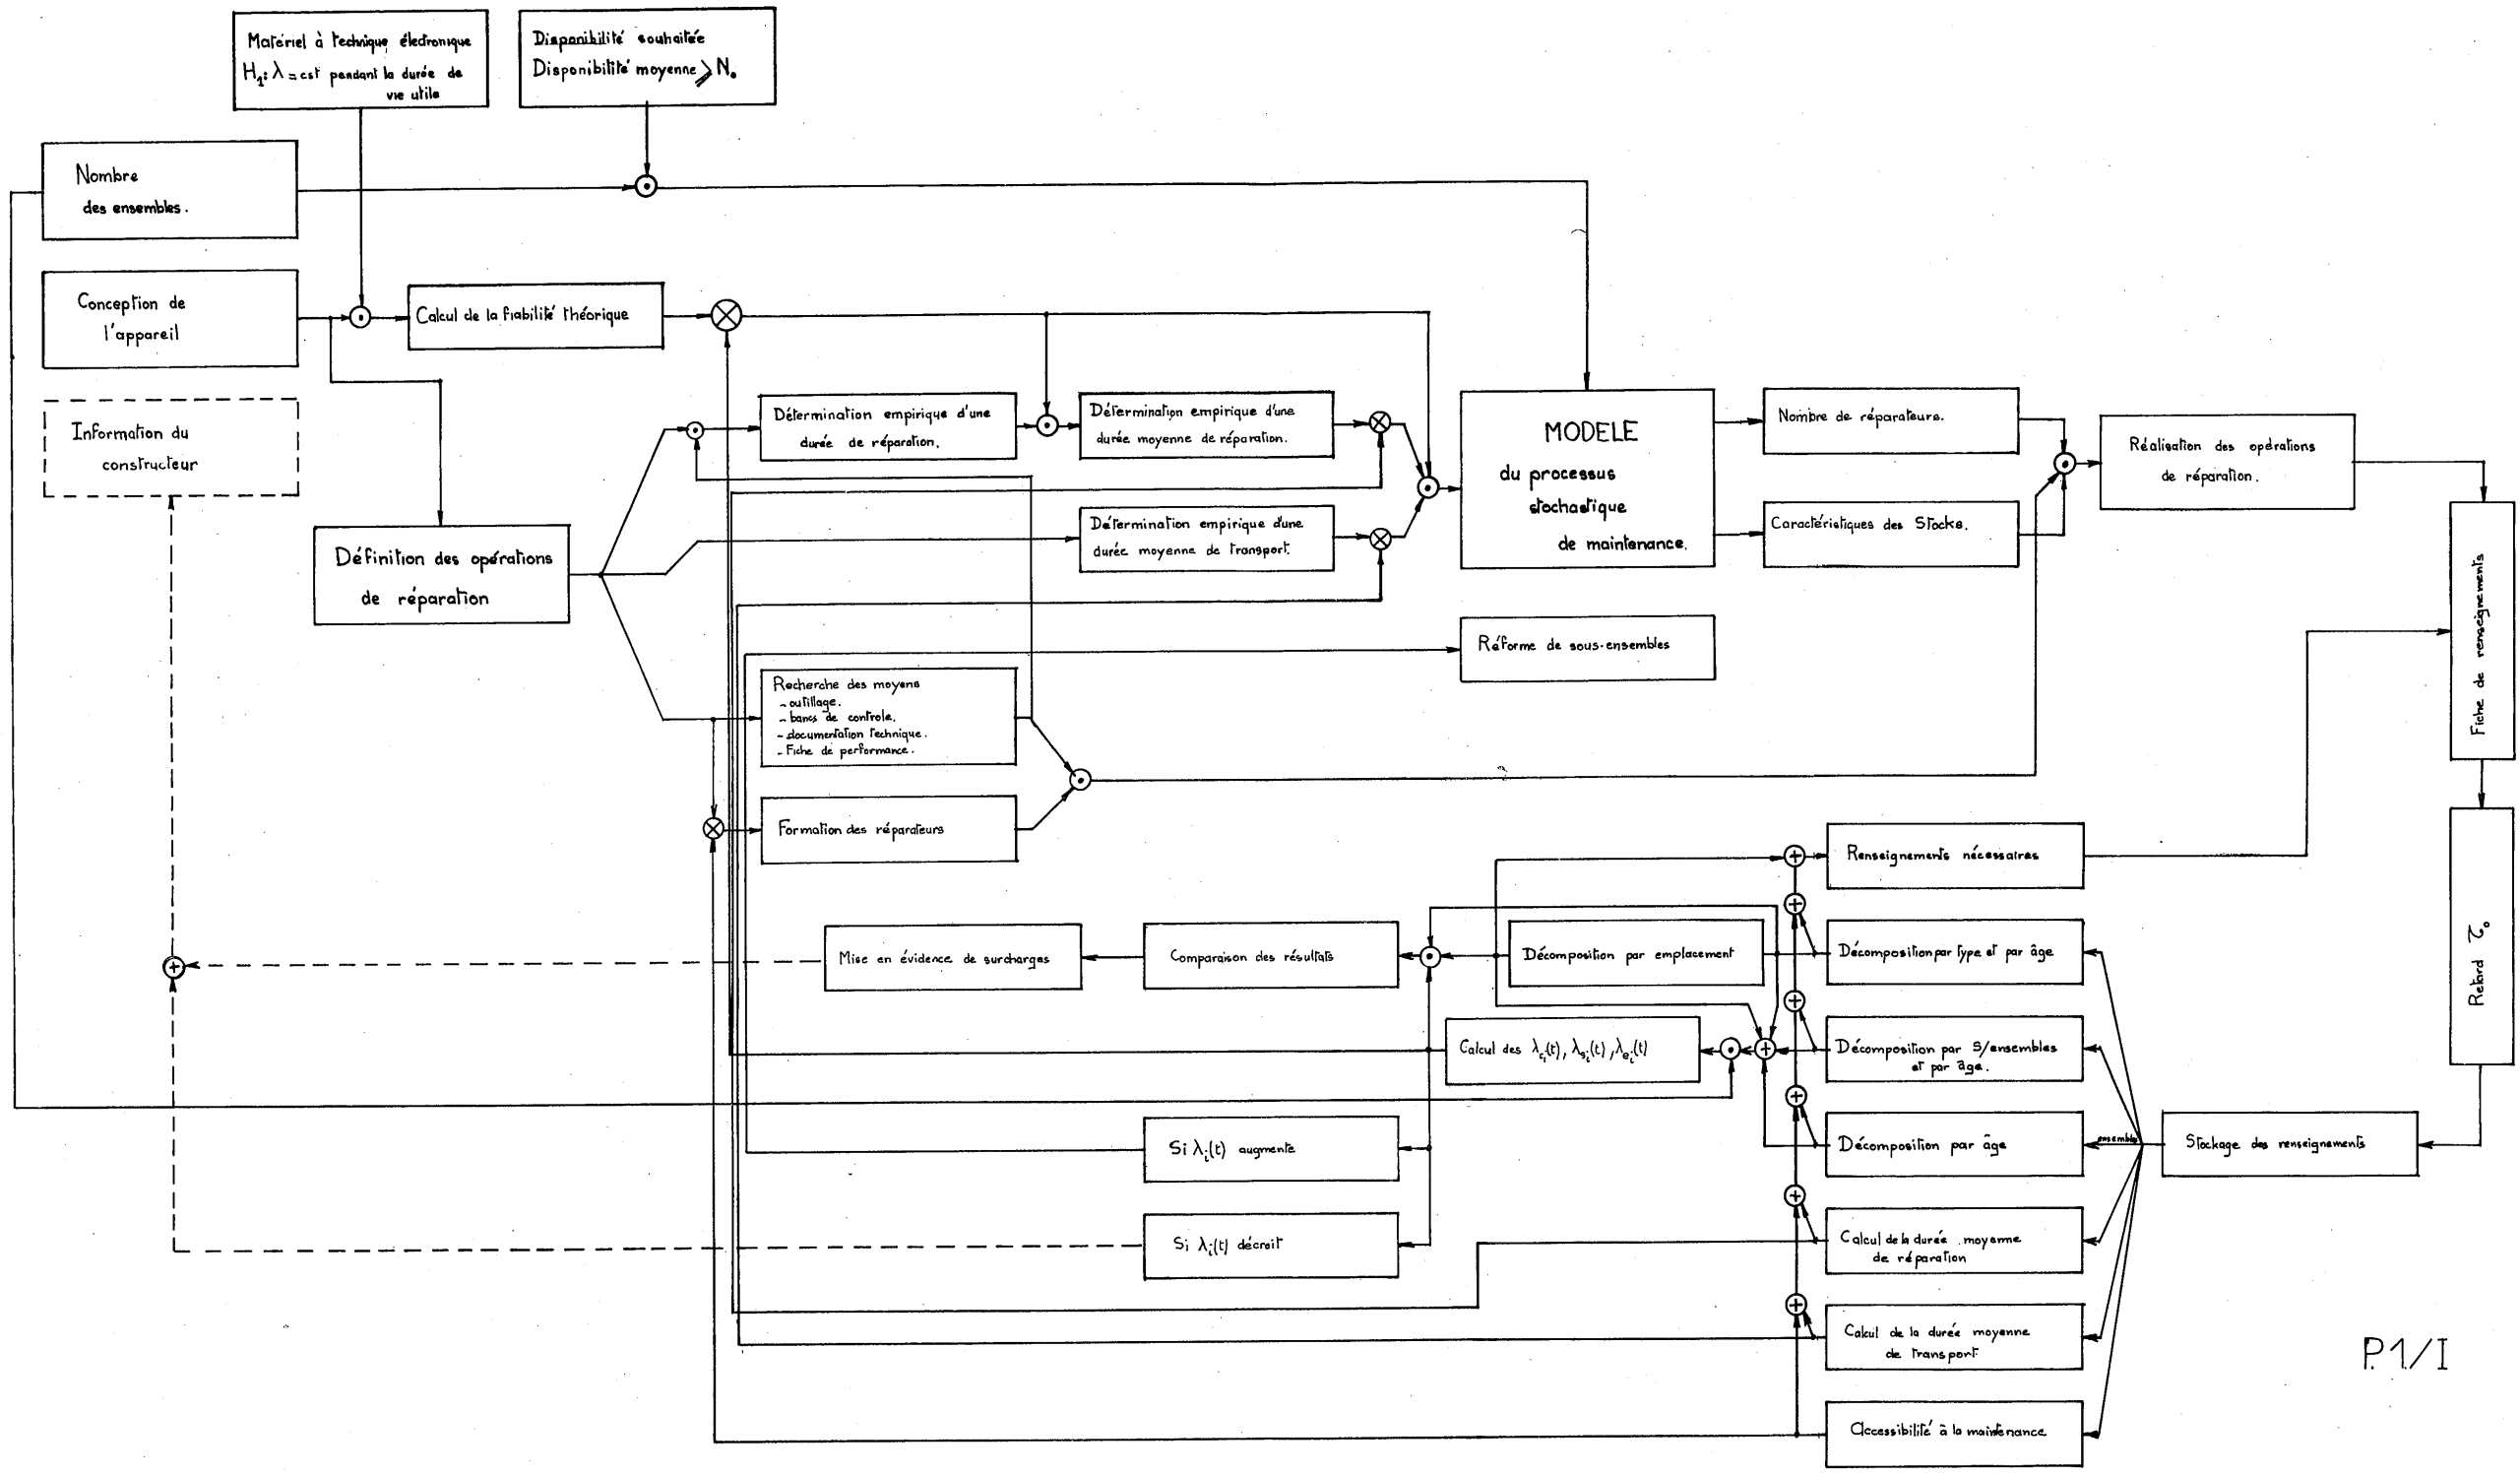 Matériel à technique électronique
H₁: λ = cst pendant la durée de
vie utile
Disponibilité souhaitée
Disponibilité moyenne ⩾ N₀
Nombre
des ensembles.
Conception de
l'appareil
Calcul de la fiabilité théorique
Information du
constructeur
Détermination empirique d'une
durée de réparation.
Détermination empirique d'une
durée moyenne de réparation.
MODELE
du processus
stochastique
de maintenance.
Nombre de réparateurs.
Réalisation des opérations
de réparation.
Caractéristiques des Stocks.
Détermination empirique d'une
durée moyenne de transport.
Définition des opérations
de réparation
Fiche de renseignements
Réforme de sous-ensembles
Recherche des moyens
- outillage.
- bancs de controle.
- documentation technique.
- Fiche de performance.
Formation des réparateurs
Renseignements nécessaires
Retard τ₀
Mise en évidence de surcharges
Comparaison des résultats
Décomposition par emplacement
Décomposition par type et par âge
Calcul des λcᵢ(t), λsᵢ(t), λeᵢ(t)
Décomposition par S/ensembles
et par âge.
Si λᵢ(t) augmente
Décomposition par âge
ensembles
Stockage des renseignements
Si λᵢ(t) décroit
Calcul de la durée moyenne
de réparation
Calcul de la durée moyenne
de transport
Accessibilité à la maintenance
P.1/I